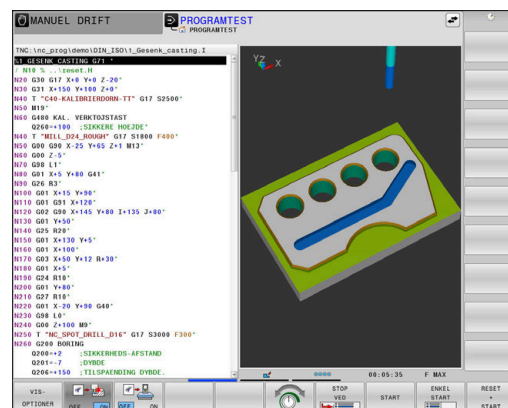 MANUEL DRIFT
PROGRAMTEST
PROGRAMTEST
TNC:\nc_prog\demo\DIN_ISO\1_Gesenk_casting.I
%1_GESENK_CASTING G71 *
/ N10 % ..\reset.H
N20 G30 G17 X+0 Y+0 Z-20*
N30 G31 X+150 Y+100 Z+0*
N40 T "C40-KALIBRIERDORN-TT" G17 S2500*
N50 M19*
N60 G480 KAL. VERKTOJSTAST
Q260=+100 ;SIKKERE HOEJDE*
N40 T "MILL_D24_ROUGH" G17 S1800 F400*
N50 G00 G90 X-25 Y+65 Z+1 M13*
N60 G00 Z-5*
N70 G98 L1*
N80 G01 X+5 Y+80 G41*
N90 G26 R3*
N100 G01 X+15 Y+90*
N110 G01 G91 X+120*
N120 G02 G90 X+145 Y+80 I+135 J+80*
N130 G01 Y+50*
N140 G25 R20*
N150 G01 X+130 Y+5*
N160 G01 X+100*
N170 G03 X+50 Y+12 R+30*
N180 X+5*
N190 G24 R10*
N200 G01 Y+80*
N210 G27 R10*
N220 G01 X-20 Y+90 G40*
N230 G98 L0*
N240 G00 Z+100 M9*
N250 T "NC_SPOT_DRILL_D16" G17 S3000 F300*
N260 G200 BORING
Q200=+2 ;SIKKERHEDS-AFSTAND
Q201=-7 ;DYBDE
Q206=+150 ;TILSPAENDING DYBDE.
YZ X
00:05:35 F MAX
VIS-
OPTIONER
OFF ON
OFF ON
STOP
VED
START
ENKEL
START
RESET
+
START